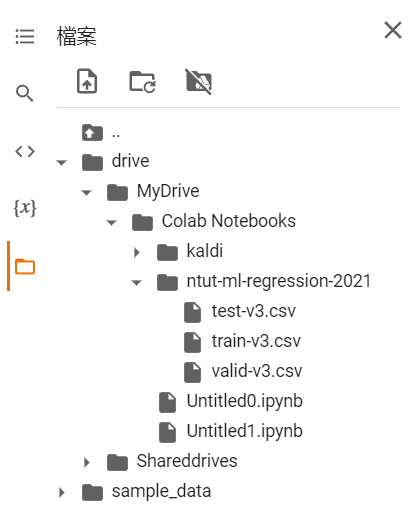 檔案
{x}
..
drive
MyDrive
Colab Notebooks
kaldi
ntut-ml-regression-2021
test-v3.csv
train-v3.csv
valid-v3.csv
Untitled0.ipynb
Untitled1.ipynb
Shareddrives
sample_data